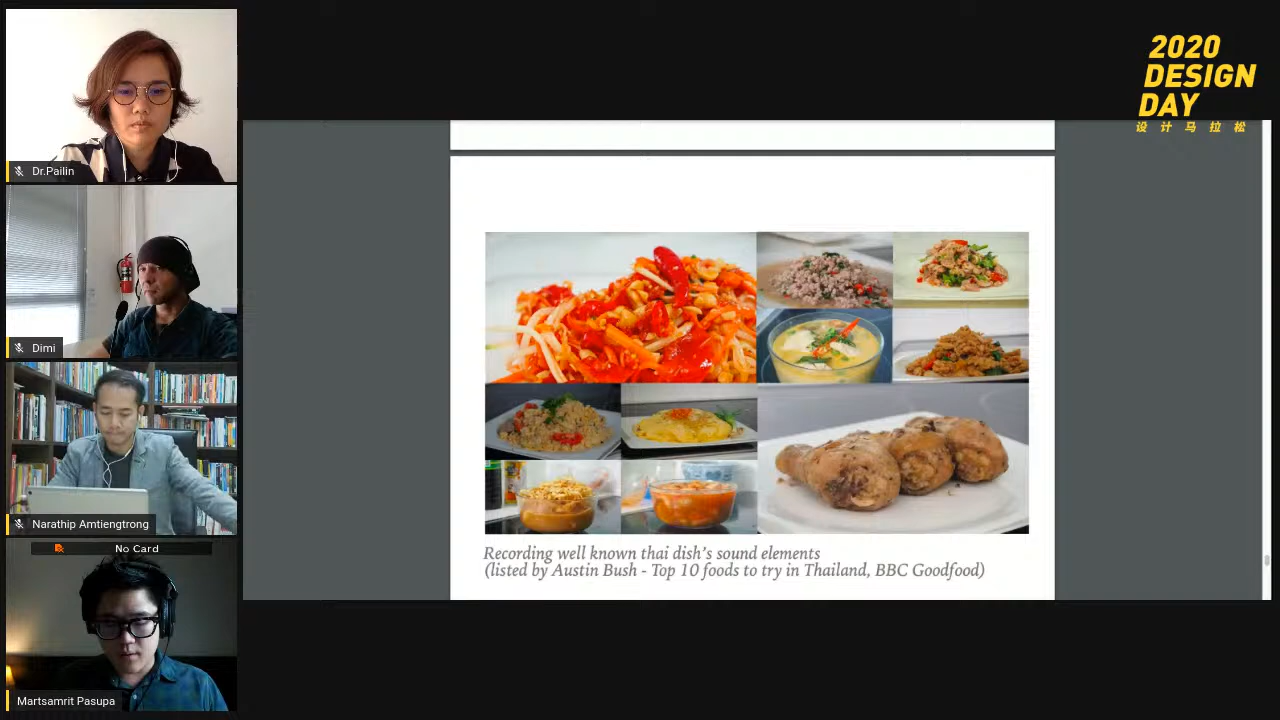 Dr.Pailin
Dimi
Narathip Amtiengtrong
No Card
Martsamrit Pasupa
2020
DESIGN
DAY
设计马拉松
Recording well known thai dish's sound elements
(listed by Austin Bush - Top 10 foods to try in Thailand, BBC Goodfood)